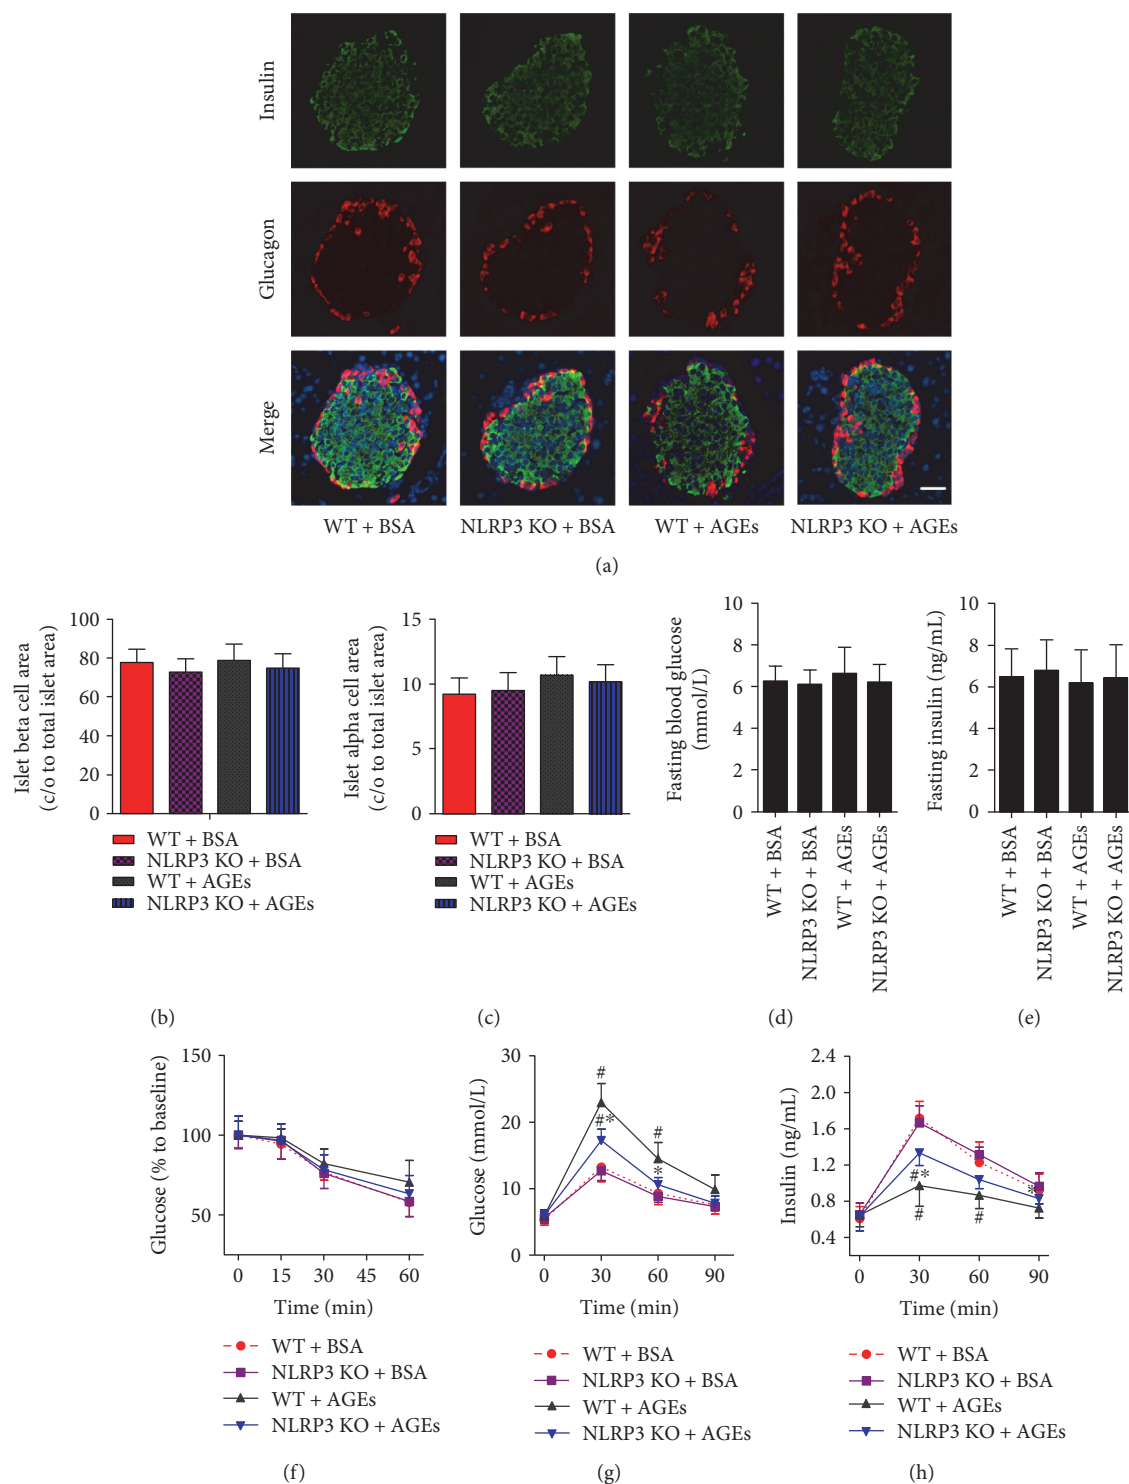 Insulin
Glucagon
Merge
WT + BSA
NLRP3 KO + BSA
WT + AGEs
NLRP3 KO + AGEs
(a)
Islet beta cell area
(c/o to total islet area)
100
80
60
40
20
0
WT + BSA
NLRP3 KO + BSA
WT + AGEs
NLRP3 KO + AGEs
(b)
Islet alpha cell area
(c/o to total islet area)
15
10
5
0
WT + BSA
NLRP3 KO + BSA
WT + AGEs
NLRP3 KO + AGEs
(c)
Fasting blood glucose
(mmol/L)
10
8
6
4
2
0
WT + BSA
NLRP3 KO + BSA
WT + AGEs
NLRP3 KO + AGEs
(d)
Fasting insulin (ng/mL)
10
8
6
4
2
0
WT + BSA
NLRP3 KO + BSA
WT + AGEs
NLRP3 KO + AGEs
(e)
Glucose (% to baseline)
150
100
50
0 15 30 45 60
Time (min)
WT + BSA
NLRP3 KO + BSA
WT + AGEs
NLRP3 KO + AGEs
(f)
Glucose (mmol/L)
30
20
10
0
#
#*
#
*
0 30 60 90
Time (min)
WT + BSA
NLRP3 KO + BSA
WT + AGEs
NLRP3 KO + AGEs
(g)
Insulin (ng/mL)
2.4
2.0
1.6
1.2
0.8
0.4
#*
*
#
#
0 30 60 90
Time (min)
WT + BSA
NLRP3 KO + BSA
WT + AGEs
NLRP3 KO + AGEs
(h)